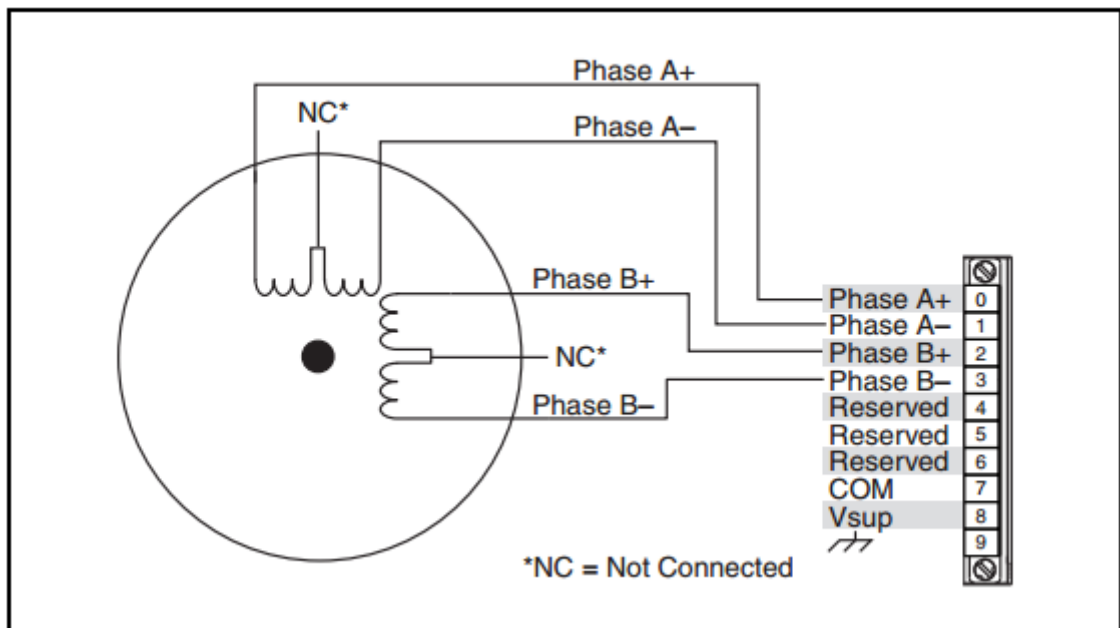 Phase A+
NC*
Phase A–
Phase B+
NC*
Phase B–
Phase A+ 0
Phase A– 1
Phase B+ 2
Phase B– 3
Reserved 4
Reserved 5
Reserved 6
COM 7
Vsup 8
9
*NC = Not Connected